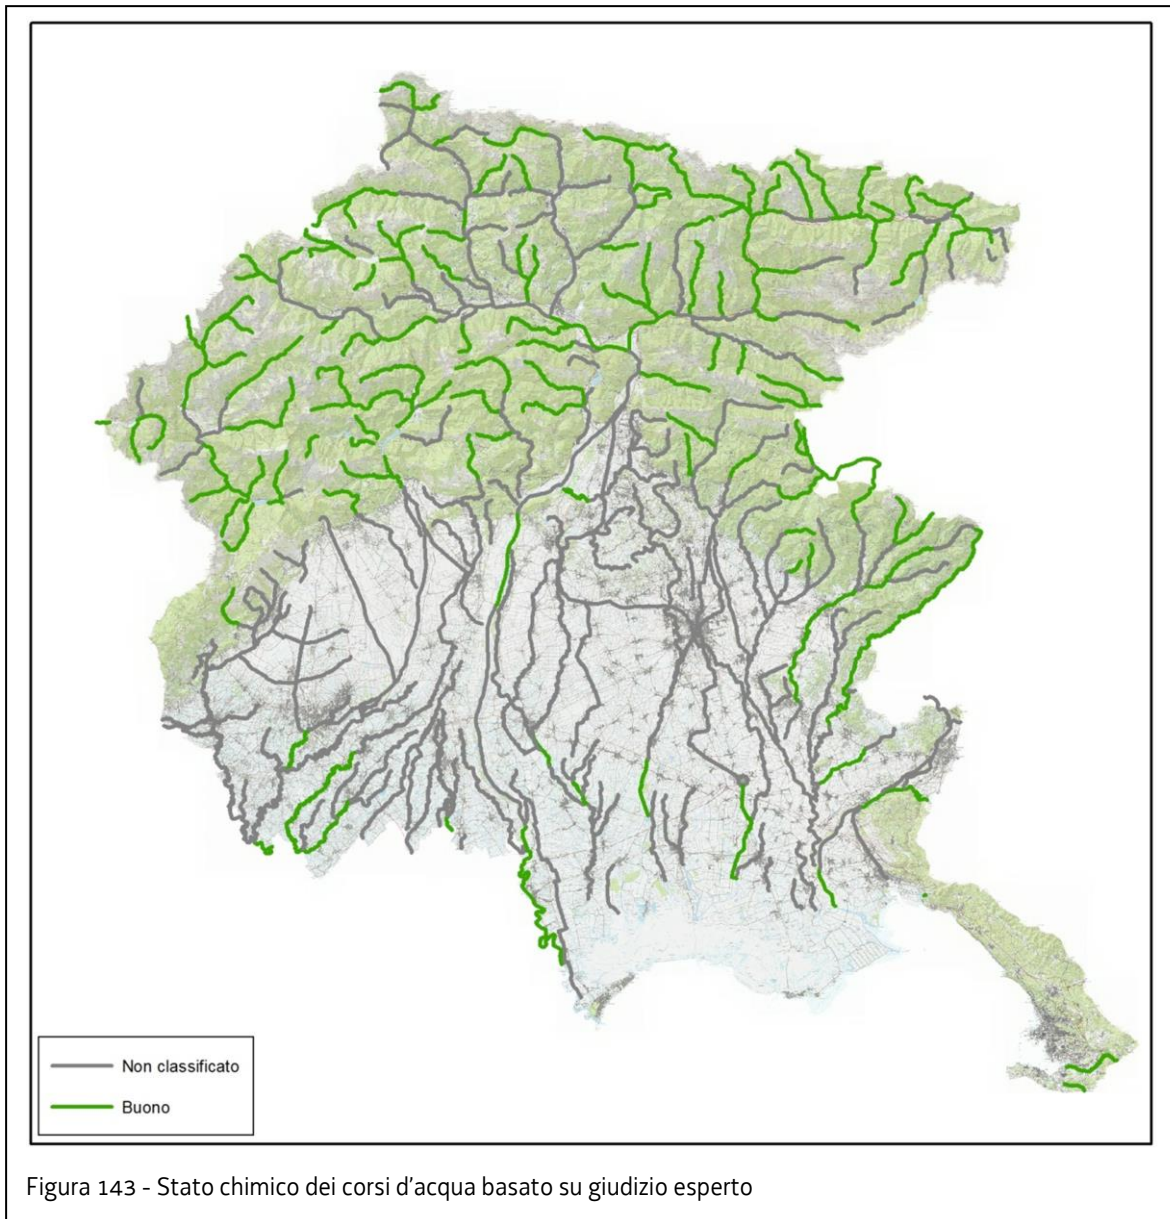 Non classificato
Buono
Figura 143 - Stato chimico dei corsi d'acqua basato su giudizio esperto